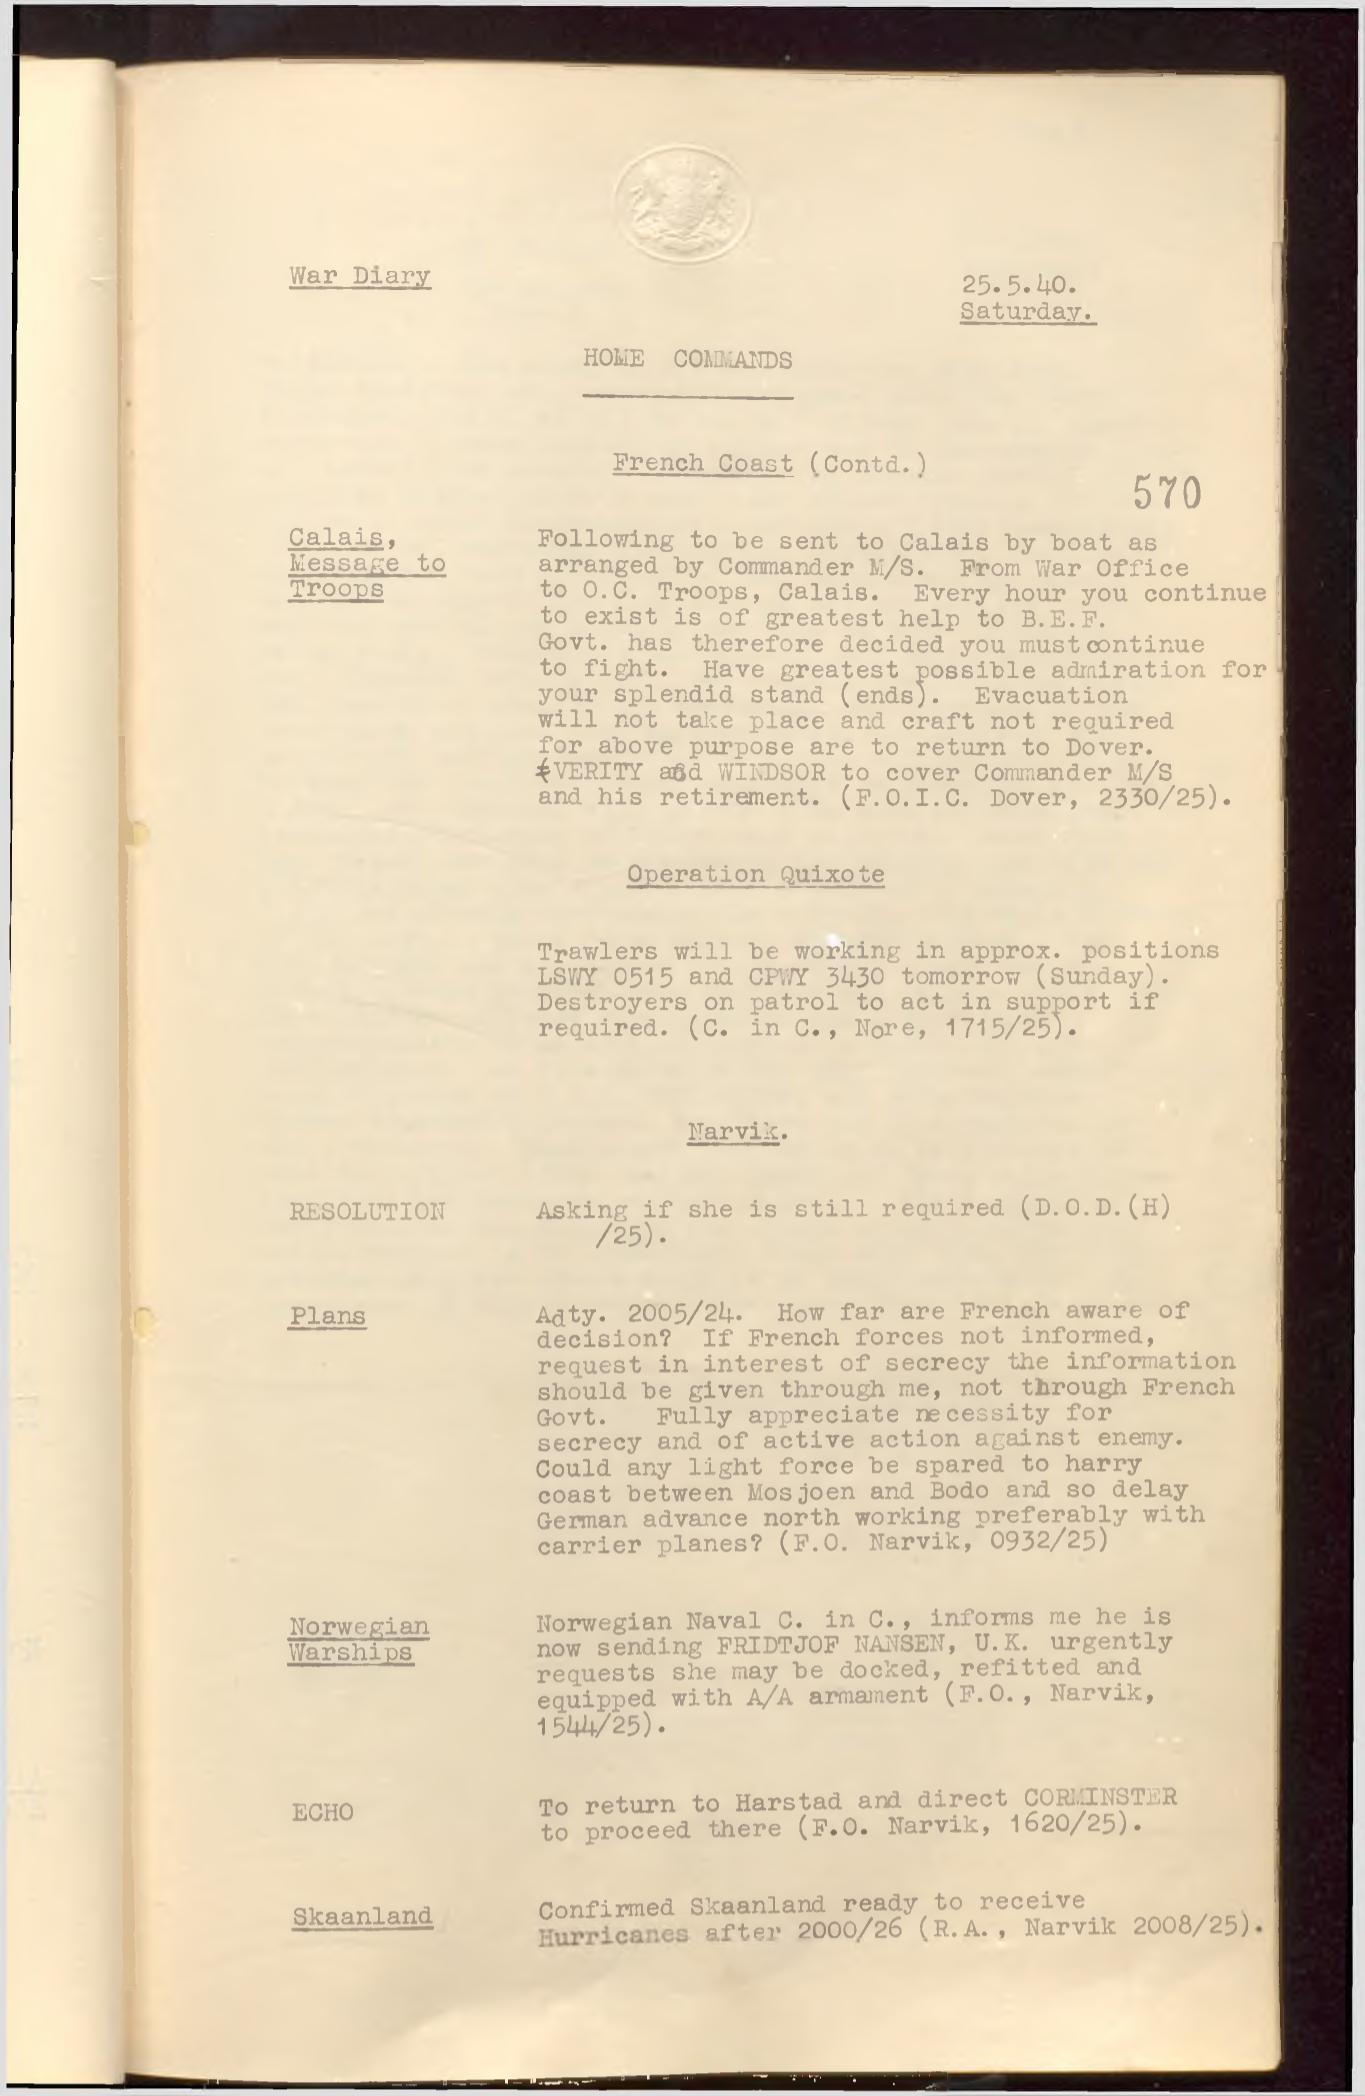 War Diary
25.5.40.
Saturday.
HOME COMMANDS
French Coast (Contd.)
570
Calais,
Message to
Troops
Following to be sent to Calais by boat as
arranged by Commander M/S. From War Office
to O.C. Troops, Calais. Every hour you continue
to exist is of greatest help to B.E.F.
Govt. has therefore decided you must continue
to fight. Have greatest possible admiration for
your splendid stand (ends). Evacuation
will not take place and craft not required
for above purpose are to return to Dover.
VERITY and WINDSOR to cover Commander M/S
and his retirement. (F.O.I.C. Dover, 2330/25).
Operation Quixote
Trawlers will be working in approx. positions
LSWY 0515 and CPWY 3430 tomorrow (Sunday).
Destroyers on patrol to act in support if
required. (C. in C., Nore, 1715/25).
Narvik.
RESOLUTION
Asking if she is still required (D.O.D.(H)
/25).
Plans
Adty. 2005/24. How far are French aware of
decision? If French forces not informed,
request in interest of secrecy the information
should be given through me, not through French
Govt. Fully appreciate necessity for
secrecy and of active action against enemy.
Could any light force be spared to harry
coast between Mosjoen and Bodo and so delay
German advance north working preferably with
carrier planes? (F.O. Narvik, 0932/25)
Norwegian
Warships
Norwegian Naval C. in C., informs me he is
now sending FRIDTJOF NANSEN, U.K. urgently
requests she may be docked, refitted and
equipped with A/A armament (F.O., Narvik,
1544/25).
ECHO
To return to Harstad and direct CORMINSTER
to proceed there (F.O. Narvik, 1620/25).
Skaanland
Confirmed Skaanland ready to receive
Hurricanes after 2000/26 (R.A., Narvik 2008/25).